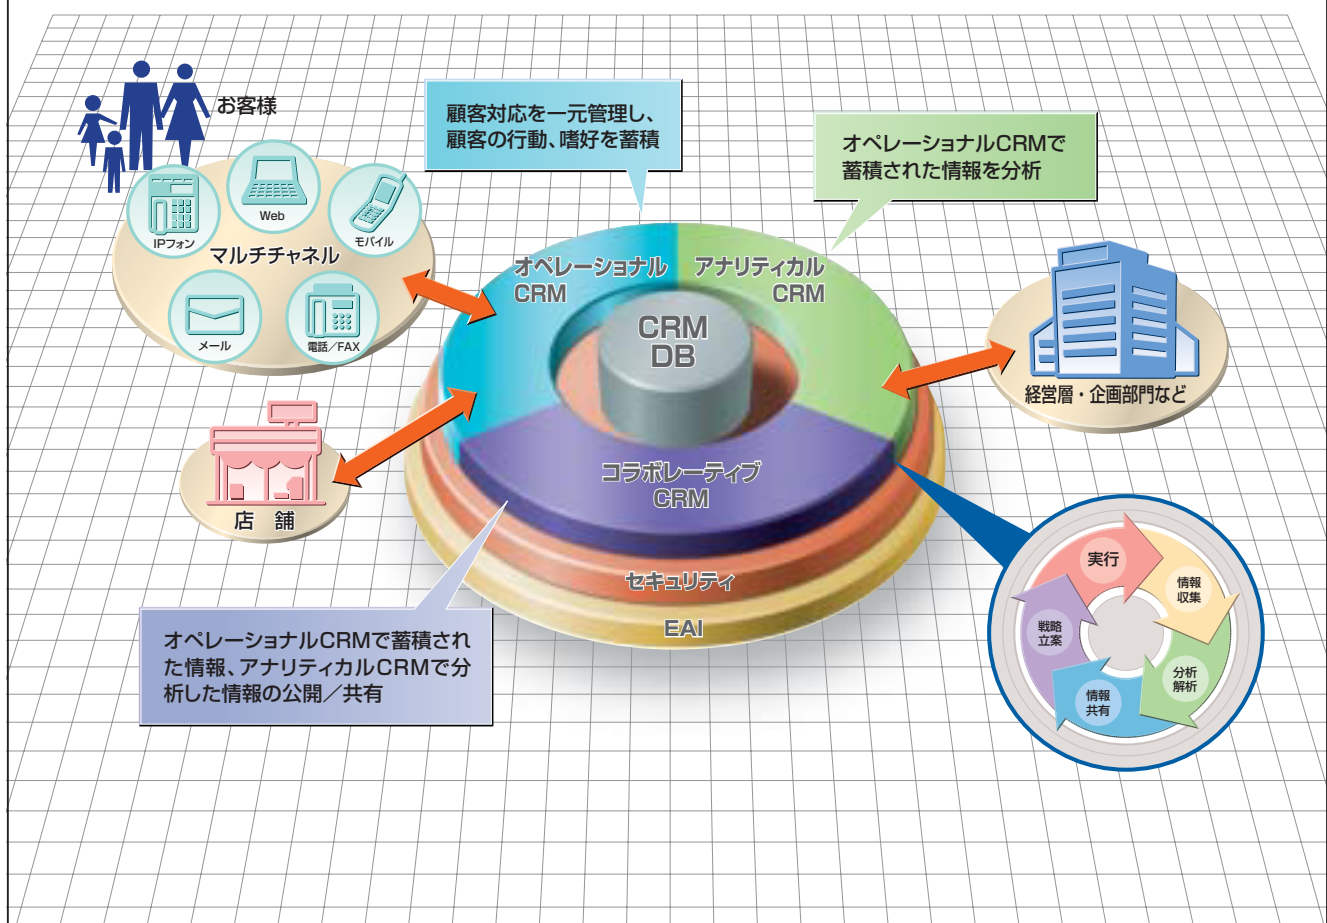 お客様
IPフォン
Web
モバイル
マルチチャネル
メール
電話／FAX
店　舗
顧客対応を一元管理し、
顧客の行動、嗜好を蓄積
オペレーショナルCRMで
蓄積された情報を分析
オペレーショナル
CRM
アナリティカル
CRM
CRM
DB
コラボレーティブ
CRM
セキュリティ
EAI
経営層・企画部門など
オペレーショナルCRMで蓄積され
た情報、アナリティカルCRMで分
析した情報の公開／共有
実行
情報
収集
分析
解析
情報
共有
戦略
立案